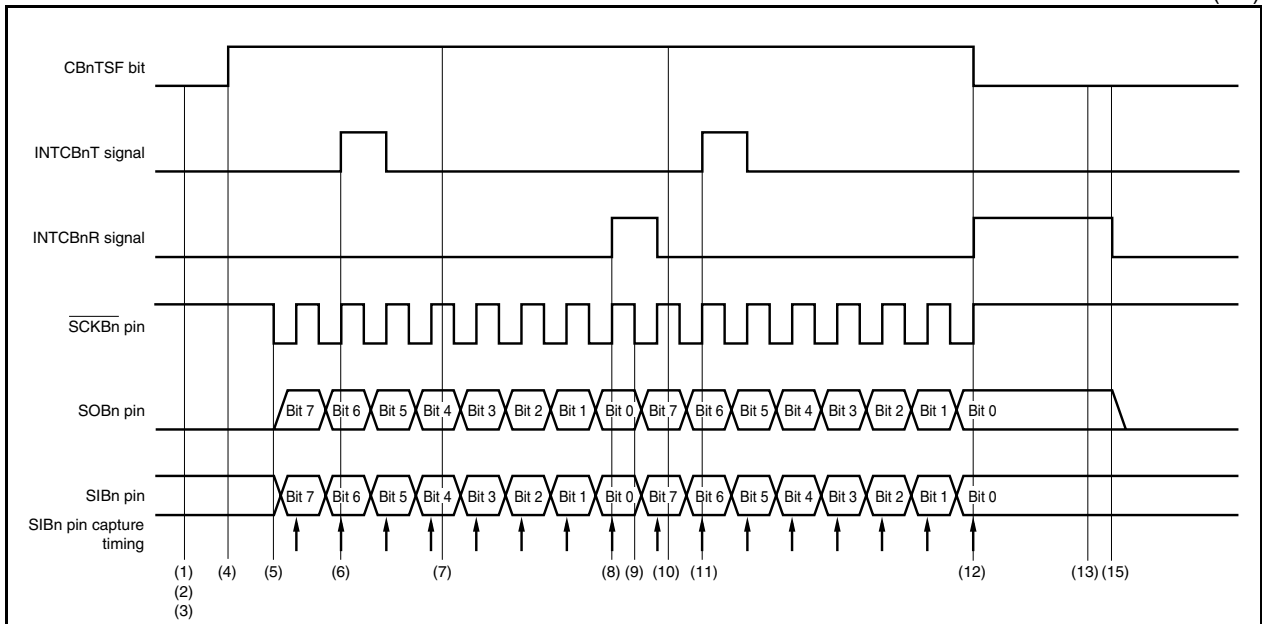 CBnTSF bit
INTCBnT signal
INTCBnR signal
SCKBn pin
SOBn pin
Bit 7 Bit 6 Bit 5 Bit 4 Bit 3 Bit 2 Bit 1 Bit 0 Bit 7 Bit 6 Bit 5 Bit 4 Bit 3 Bit 2 Bit 1 Bit 0
SIBn pin
Bit 7 Bit 6 Bit 5 Bit 4 Bit 3 Bit 2 Bit 1 Bit 0 Bit 7 Bit 6 Bit 5 Bit 4 Bit 3 Bit 2 Bit 1 Bit 0
SIBn pin capture
timing
(1) (4) (5) (6) (7) (8) (9) (10) (11) (12) (13) (15)
(2)
(3)